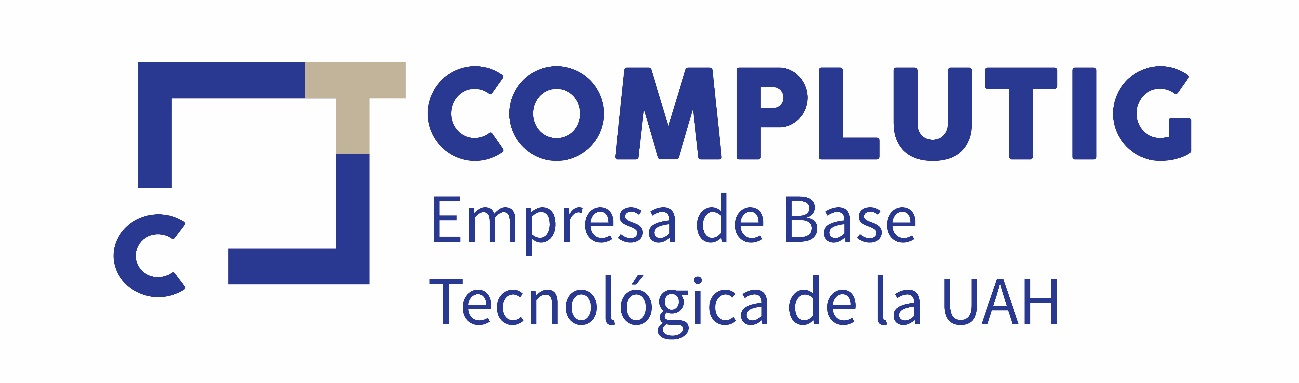 COMPLUTIG
Empresa de Base
Tecnológica de la UAH
C T